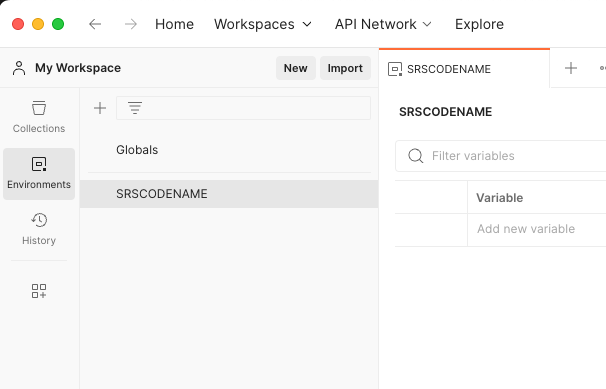 Home Workspaces API Network Explore
My Workspace New Import
SRSCODENAME
Collections
Environments
History
Globals
SRSCODENAME
SRSCODENAME
Filter variables
Variable
Add new variable